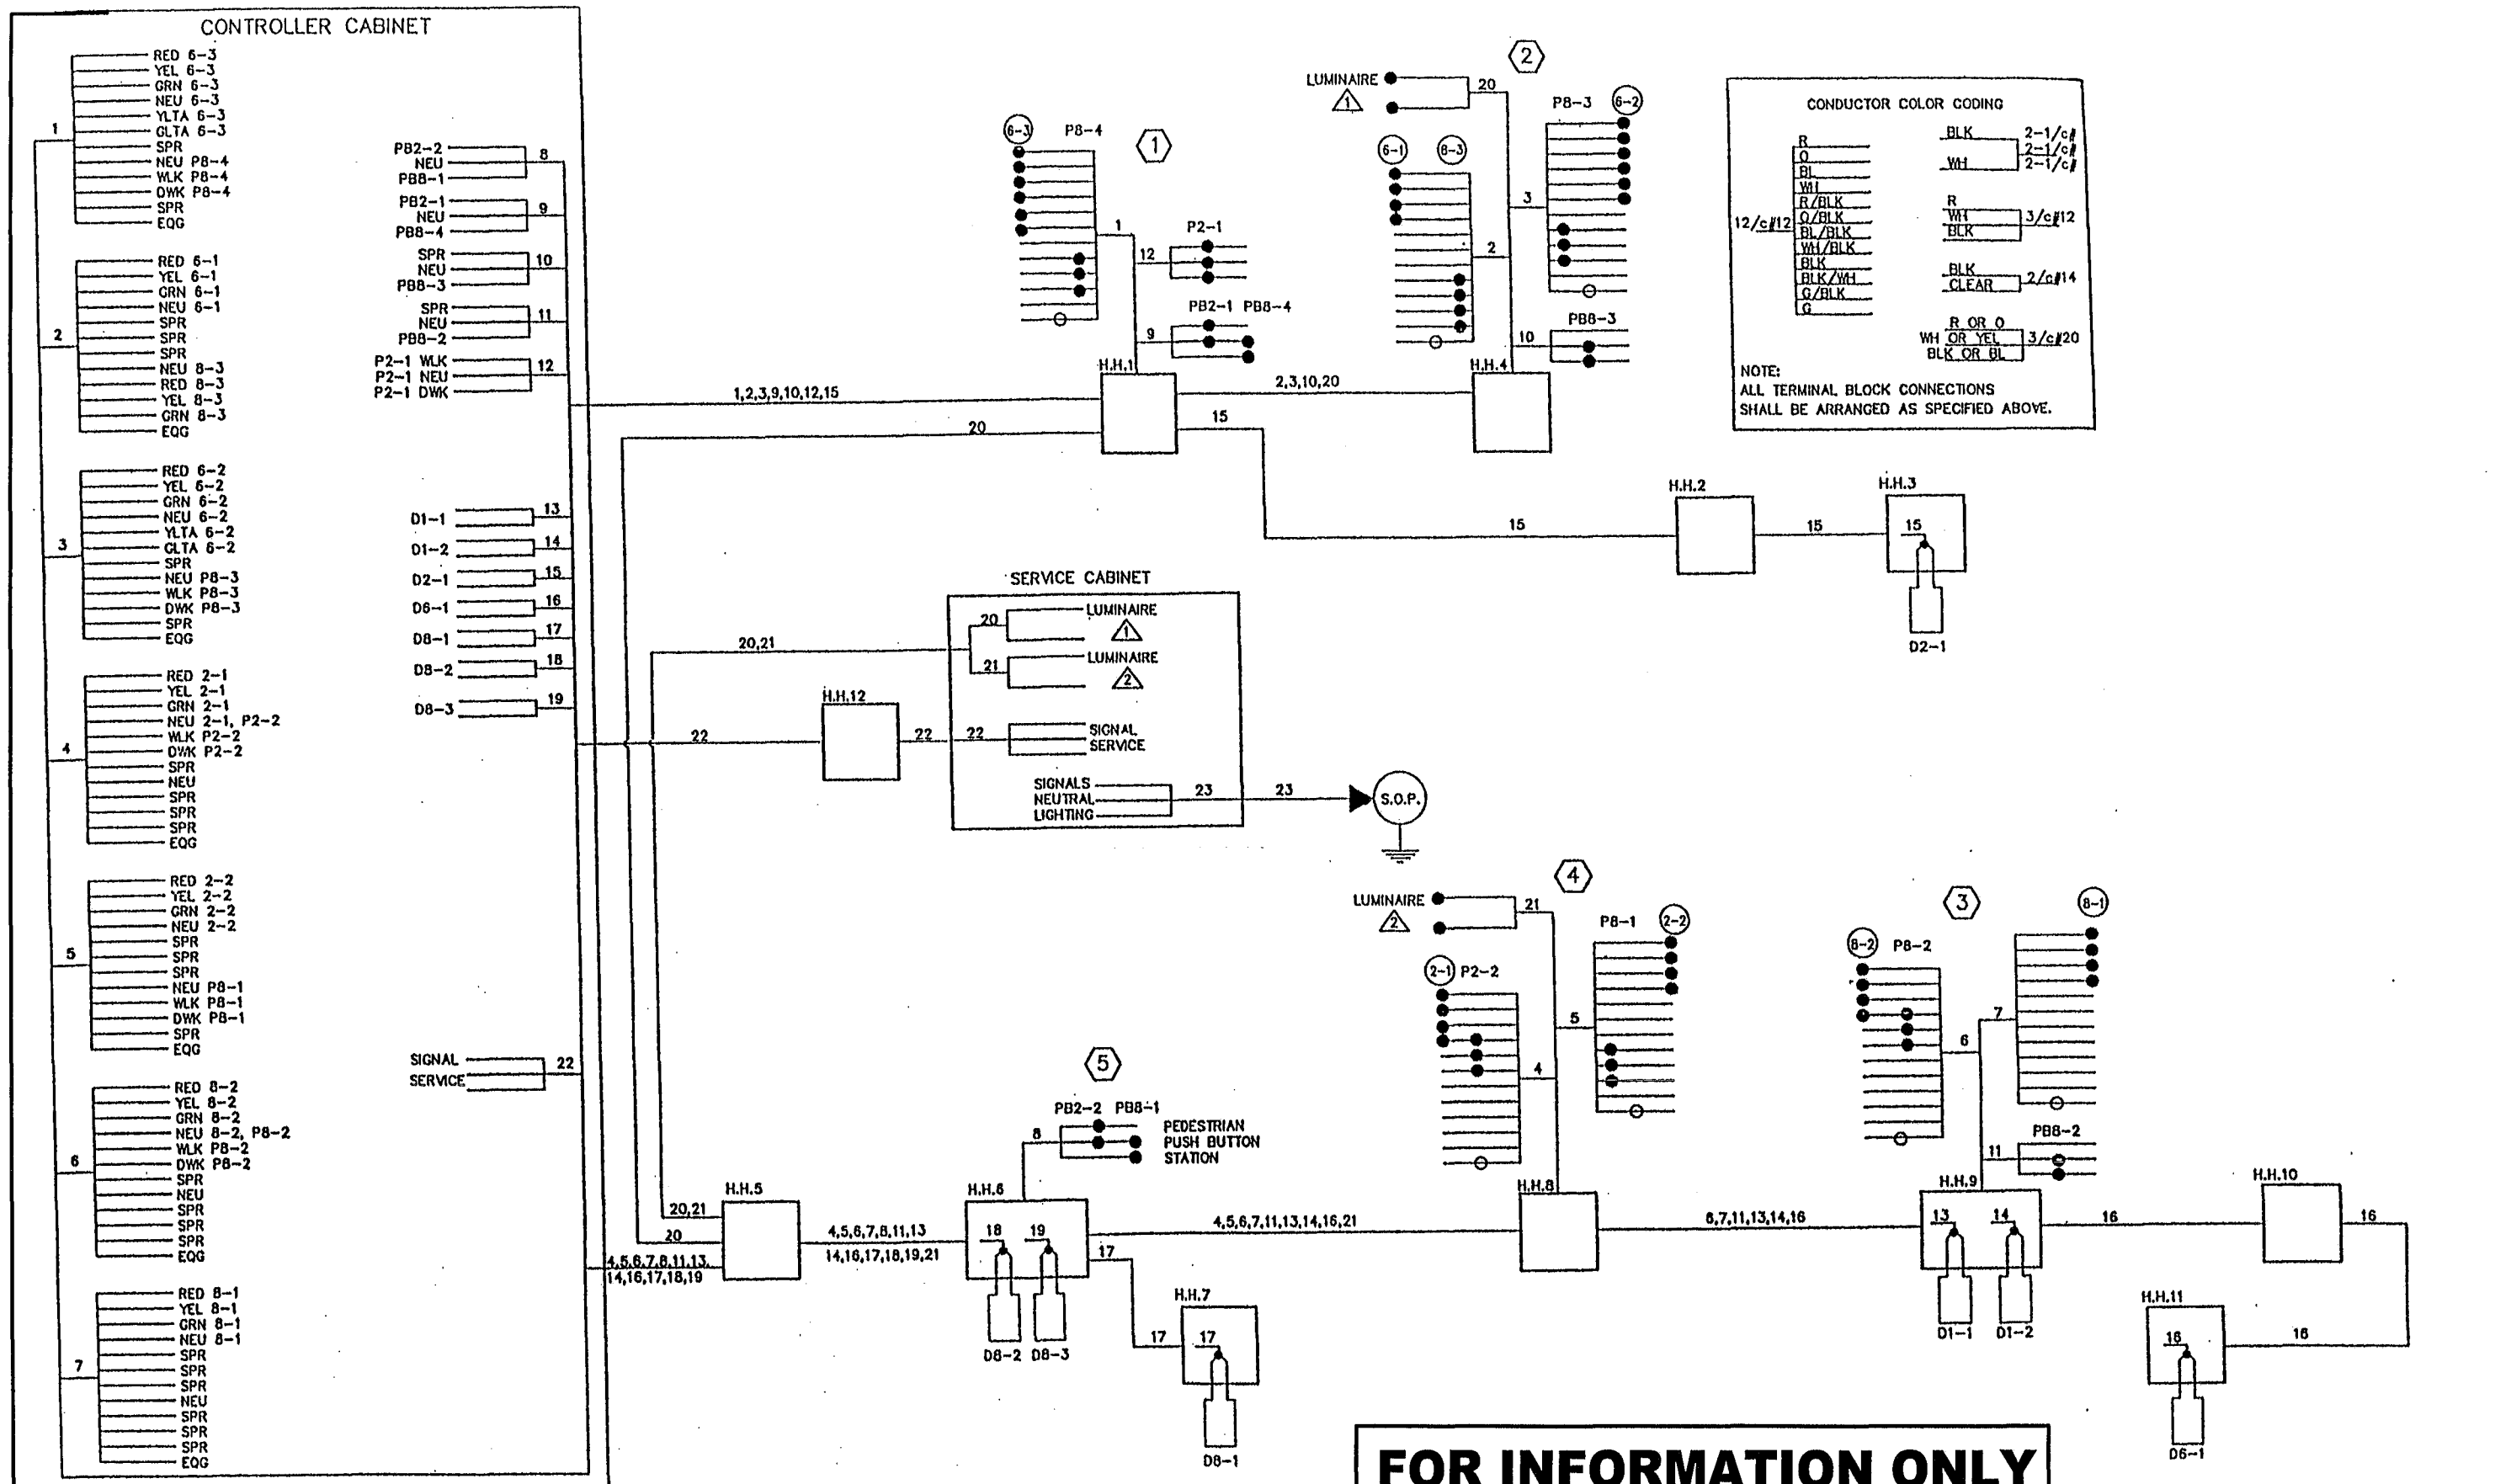 CONTROLLER CABINET
1
RED 6-3
YEL 6-3
GRN 6-3
NEU 6-3
YLTA 6-3
GLTA 6-3
SPR
NEU P8-4
WLK P8-4
DWK P8-4
SPR
EQG
2
RED 6-1
YEL 6-1
GRN 6-1
NEU 6-1
SPR
SPR
SPR
NEU 8-3
RED 8-3
YEL 8-3
GRN 8-3
EQG
3
RED 6-2
YEL 6-2
GRN 6-2
NEU 6-2
YLTA 6-2
GLTA 6-2
SPR
NEU P8-3
WLK P8-3
DWK P8-3
SPR
EQG
4
RED 2-1
YEL 2-1
GRN 2-1
NEU 2-1, P2-2
WLK P2-2
DWK P2-2
SPR
NEU
SPR
SPR
SPR
EQG
5
RED 2-2
YEL 2-2
GRN 2-2
NEU 2-2
SPR
SPR
SPR
NEU P8-1
WLK P8-1
DWK P8-1
SPR
EQG
6
RED 8-2
YEL 8-2
GRN 8-2
NEU 8-2, P8-2
WLK P8-2
DWK P8-2
SPR
NEU
SPR
SPR
SPR
EQG
7
RED 8-1
YEL 8-1
GRN 8-1
NEU 8-1
SPR
SPR
SPR
NEU
SPR
SPR
SPR
EQG
PB2-2
NEU
PB8-1
8
PB2-1
NEU
PB8-4
9
SPR
NEU
PB8-3
10
SPR
NEU
PB8-2
11
P2-1 WLK
P2-1 NEU
P2-1 DWK
12
D1-1 13
D1-2 14
D2-1 15
D6-1 16
D8-1 17
D8-2 18
D8-3 19
SIGNAL
SERVICE
22
1,2,3,9,10,12,15
20
6-3 P8-4
1
1
12
P2-1
PB2-1 PB8-4
9
H.H.1
2,3,10,20
15
2
LUMINAIRE
1
20
P8-3 6-2
6-1 8-3
3
2
PB8-3
10
H.H.4
CONDUCTOR COLOR CODING
R
O
BL
WH
R/BLK
O/BLK
BL/BLK
WH/BLK
BLK
BLK/WH
G/BLK
G
12/c#12
BLK 2-1/c#
2-1/c#
WH 2-1/c#
R
WH 3/c#12
BLK
BLK
CLEAR 2/c#14
R OR O
WH OR YEL 3/c#20
BLK OR BL
NOTE:
ALL TERMINAL BLOCK CONNECTIONS
SHALL BE ARRANGED AS SPECIFIED ABOVE.
15
H.H.2
15
H.H.3
15
D2-1
SERVICE CABINET
20,21
20
LUMINAIRE
1
21
LUMINAIRE
2
22
H.H.12
22
22
SIGNAL
SERVICE
SIGNALS
NEUTRAL
LIGHTING
23
23
S.O.P.
4
LUMINAIRE
2
21
P8-1 2-2
2-1 P2-2
5
4
H.H.8
3
8-1
8-2 P8-2
7
6
PB8-2
11
H.H.9
13
14
D1-1 D1-2
16
H.H.10
16
H.H.11
16
16
D6-1
5
PB2-2 PB8-1
8
PEDESTRIAN
PUSH BUTTON
STATION
H.H.5
20,21
20
4,5,6,7,8,11,13,
14,16,17,18,19
4,5,6,7,8,11,13
14,16,17,18,19,21
H.H.6
18
19
D8-2 D8-3
17
4,5,6,7,11,13,14,16,21
6,7,11,13,14,16
H.H.7
17
17
D8-1
FOR INFORMATION ONLY